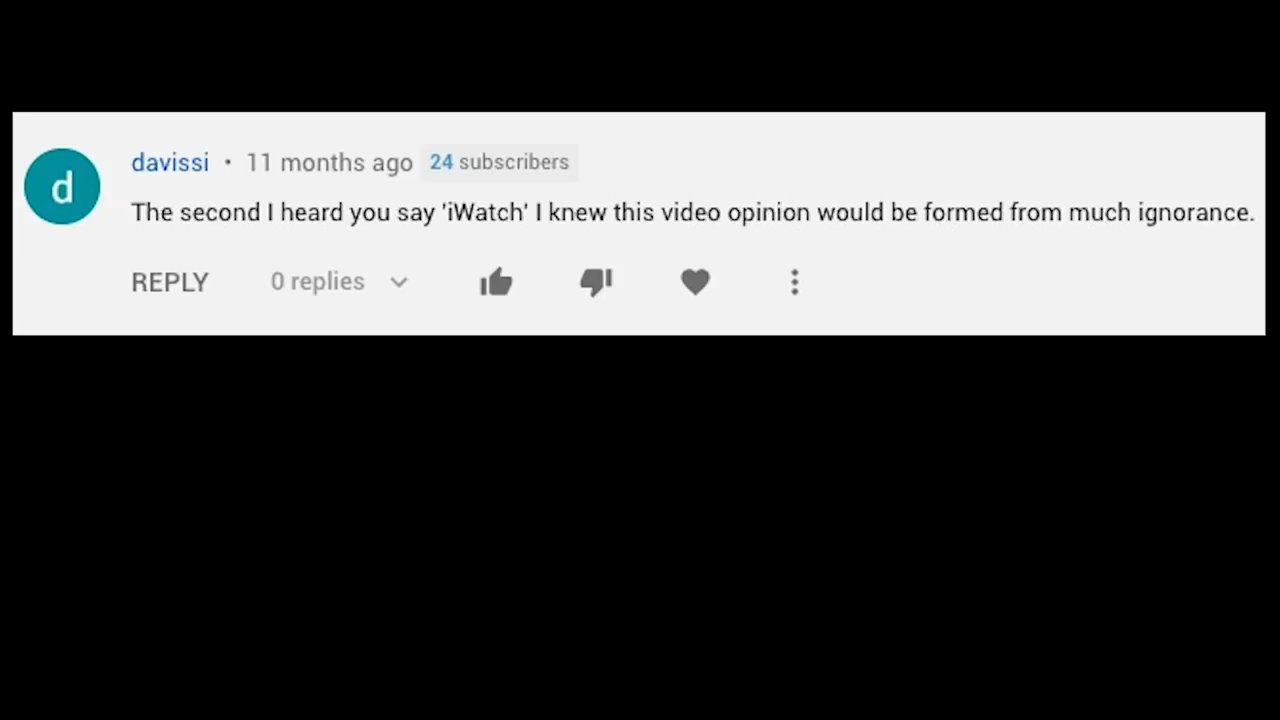 d
davissi • 11 months ago 24 subscribers
The second I heard you say 'iWatch' I knew this video opinion would be formed from much ignorance.
REPLY 0 replies